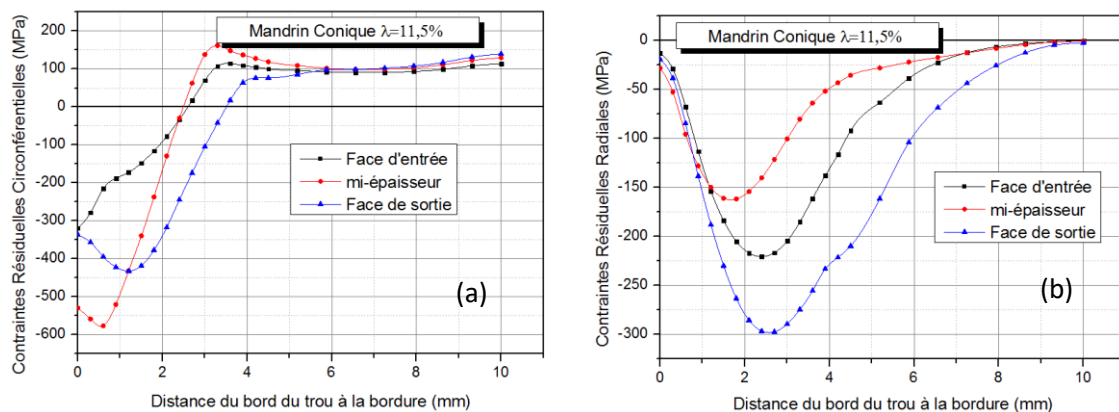 Mandrin Conique λ=11,5%
Contraintes Résiduelles Circonférentielles (MPa)
200
100
0
-100
-200
-300
-400
-500
-600
Face d'entrée
mi-épaisseur
Face de sortie
(a)
0 2 4 6 8 10
Distance du bord du trou à la bordure (mm)
Mandrin Conique λ=11,5%
Contraintes Résiduelles Radiales (MPa)
0
-50
-100
-150
-200
-250
-300
Face d'entrée
mi-épaisseur
Face de sortie
(b)
0 2 4 6 8 10
Distance du bord du trou à la bordure (mm)